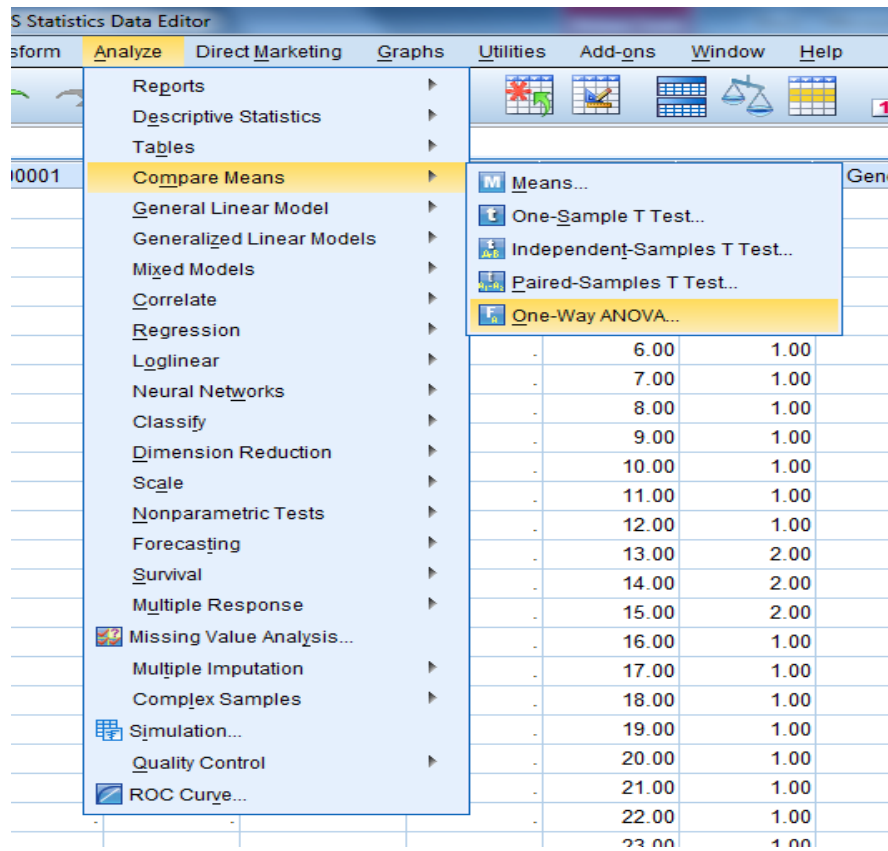 S Statistics Data Editor
sform Analyze Direct Marketing Graphs Utilities Add-ons Window Help
1
Reports
Descriptive Statistics
Tables
0001 Compare Means Gen
General Linear Model
Generalized Linear Models
Mixed Models
Correlate
Regression
Loglinear
Neural Networks
Classify
Dimension Reduction
Scale
Nonparametric Tests
Forecasting
Survival
Multiple Response
Missing Value Analysis...
Multiple Imputation
Complex Samples
Simulation...
Quality Control
ROC Curve...
M Means...
t One-Sample T Test...
Independent-Samples T Test...
Paired-Samples T Test...
One-Way ANOVA...
. 6.00 1.00
. 7.00 1.00
. 8.00 1.00
. 9.00 1.00
. 10.00 1.00
. 11.00 1.00
. 12.00 1.00
. 13.00 2.00
. 14.00 2.00
. 15.00 2.00
. 16.00 1.00
. 17.00 1.00
. 18.00 1.00
. 19.00 1.00
. 20.00 1.00
. 21.00 1.00
. . . 22.00 1.00
23.00 1.00